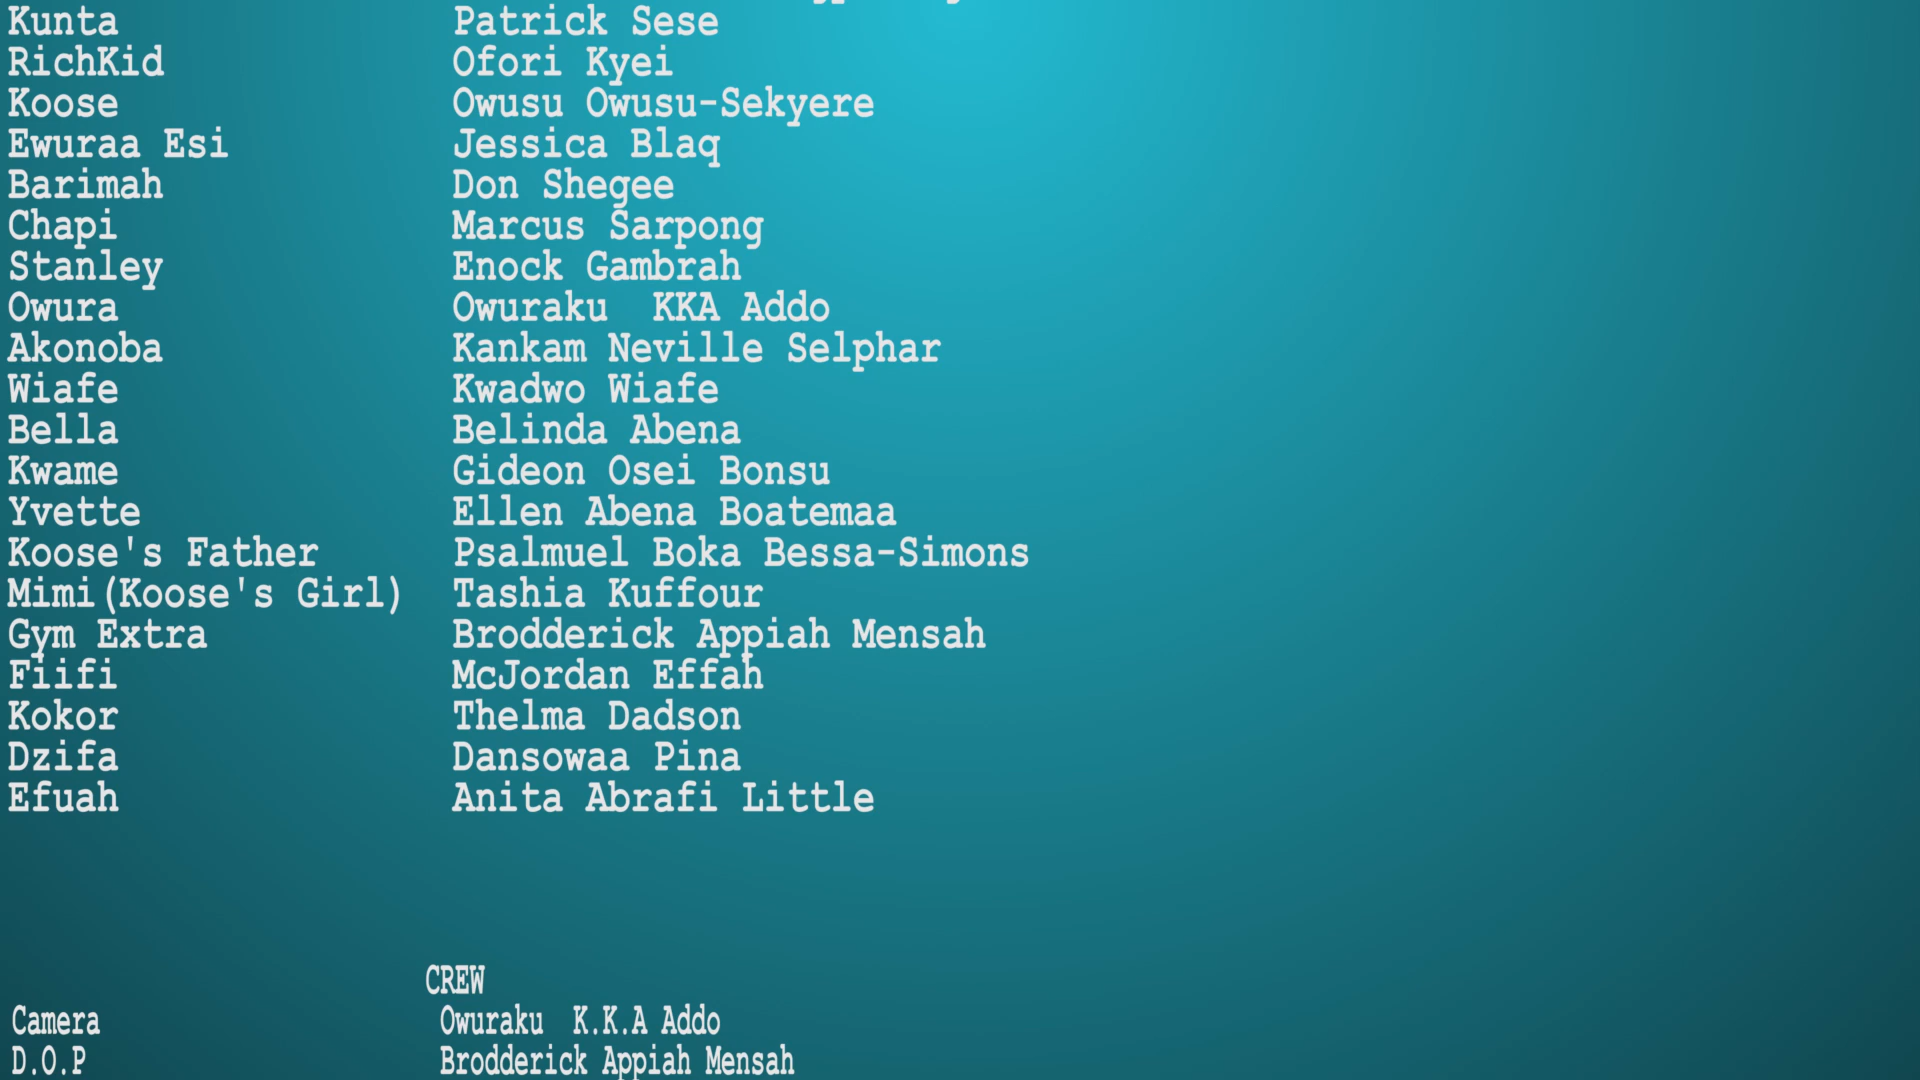 Kunta Patrick Sese
RichKid Ofori Kyei
Koose Owusu Owusu-Sekyere
Ewuraa Esi Jessica Blaq
Barimah Don Shegee
Chapi Marcus Sarpong
Stanley Enock Gambrah
Owura Owuraku KKA Addo
Akonoba Kankam Neville Selphar
Wiafe Kwadwo Wiafe
Bella Belinda Abena
Kwame Gideon Osei Bonsu
Yvette Ellen Abena Boatemaa
Koose's Father Psalmuel Boka Bessa-Simons
Mimi(Koose's Girl) Tashia Kuffour
Gym Extra Brodderick Appiah Mensah
Fiifi McJordan Effah
Kokor Thelma Dadson
Dzifa Dansowaa Pina
Efuah Anita Abrafi Little
CREW
Camera Owuraku K.K.A Addo
D.O.P Brodderick Appiah Mensah